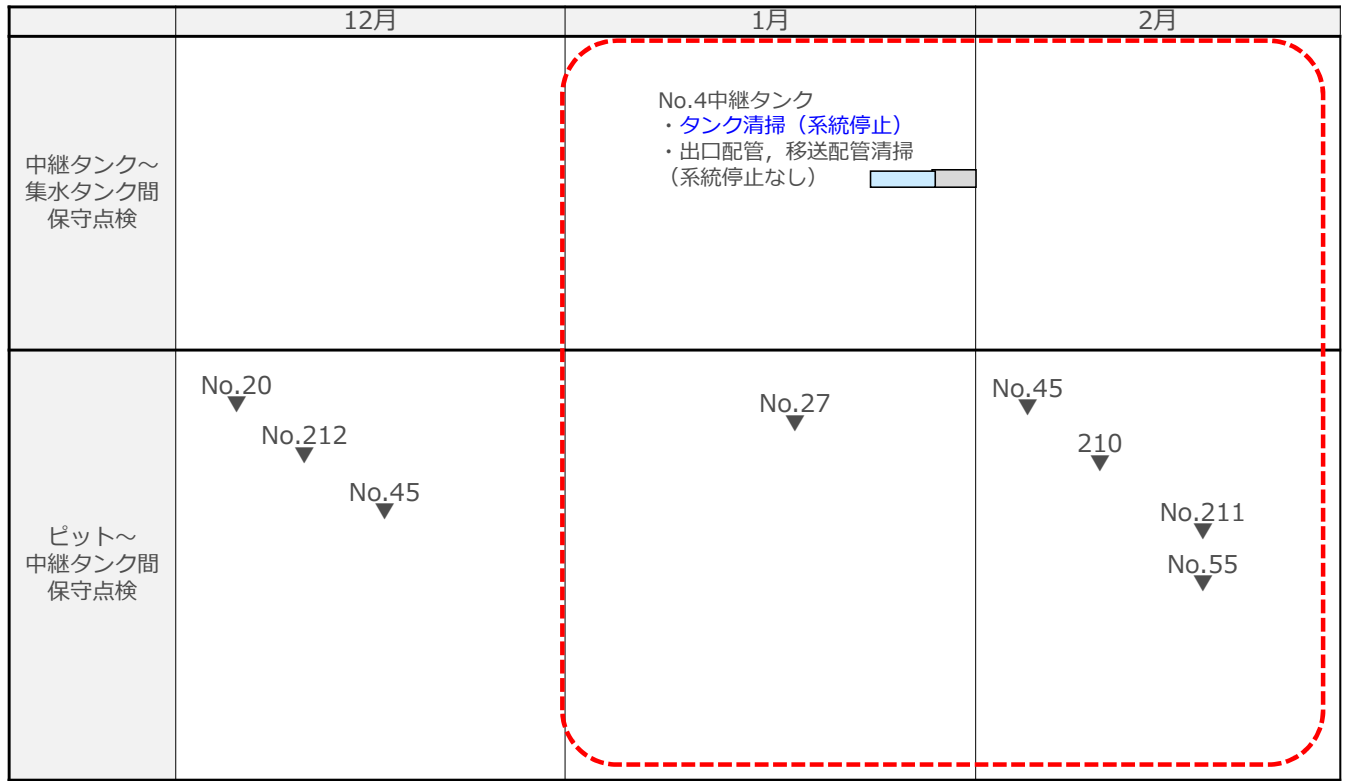 12月
1月
2月
中継タンク～
集水タンク間
保守点検
No.4中継タンク
・タンク清掃（系統停止）
・出口配管，移送配管清掃
（系統停止なし）
ピット～
中継タンク間
保守点検
No.20
No.212
No.45
No.27
No.45
210
No.211
No.55